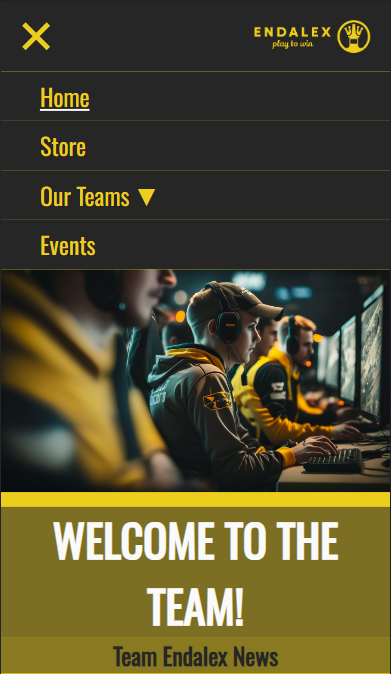 ENDALEX
play to win
Home
Store
Our Teams ▼
Events
WELCOME TO THE
TEAM!
Team Endalex News